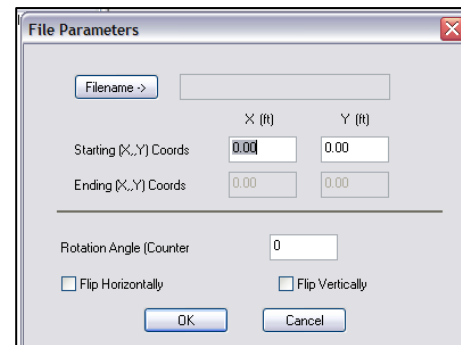 File Parameters
Filename ->
X (ft) Y (ft)
Starting (X,,Y) Coords 0.00 0.00
Ending (X,,Y) Coords 0.00 0.00
Rotation Angle (Counter 0
Flip Horizontally Flip Vertically
OK Cancel